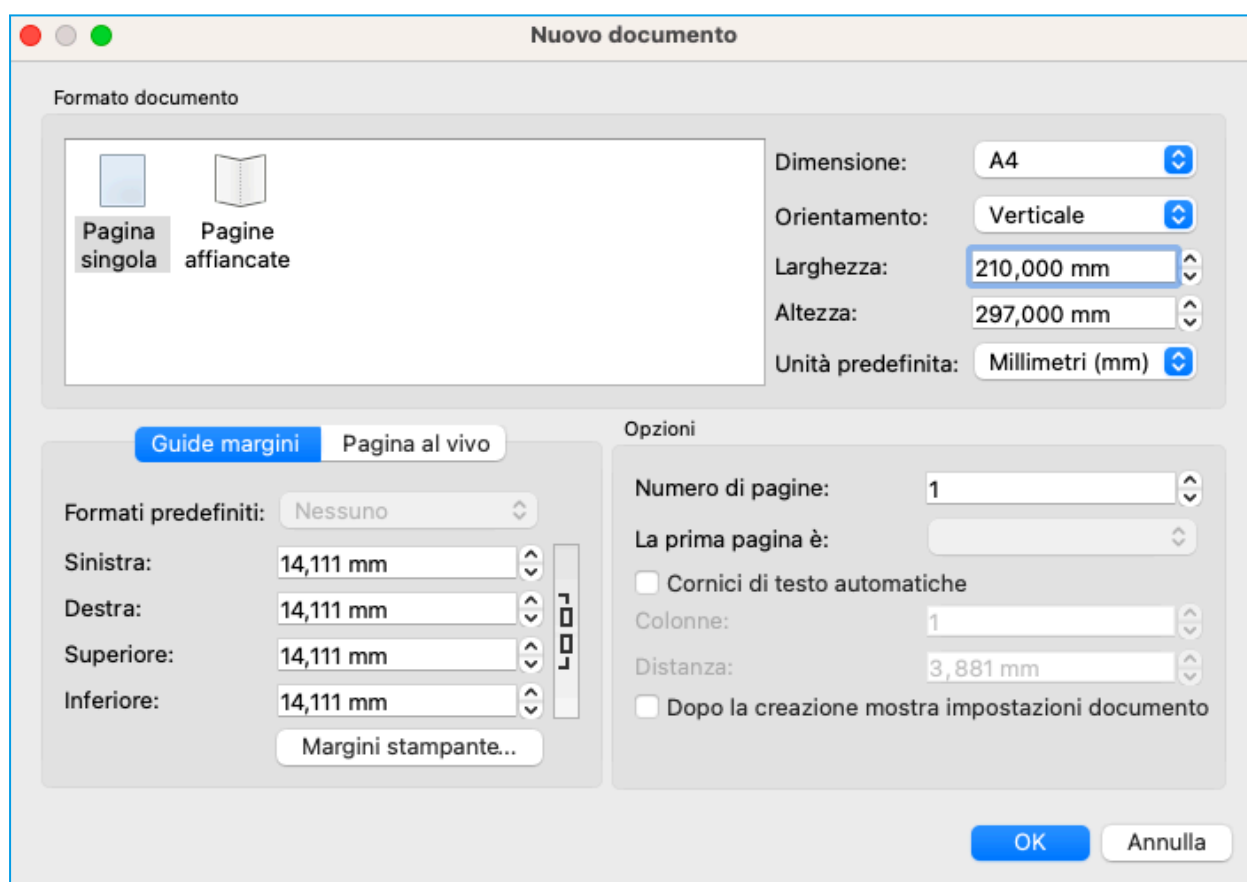 Nuovo documento
Formato documento
Pagina
singola
Pagine
affiancate
Dimensione: A4
Orientamento: Verticale
Larghezza: 210,000 mm
Altezza: 297,000 mm
Unità predefinita: Millimetri (mm)
Guide margini Pagina al vivo
Formati predefiniti: Nessuno
Sinistra: 14,111 mm
Destra: 14,111 mm
Superiore: 14,111 mm
Inferiore: 14,111 mm
Margini stampante...
Opzioni
Numero di pagine: 1
La prima pagina è:
Cornici di testo automatiche
Colonne: 1
Distanza: 3,881 mm
Dopo la creazione mostra impostazioni documento
OK Annulla